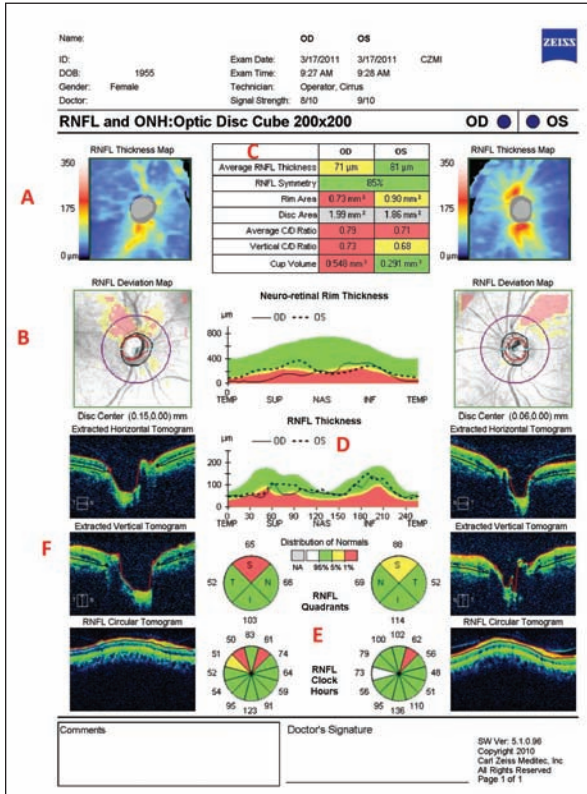 Name: OD OS
ZEISS
ID: Exam Date: 3/17/2011 3/17/2011 CZMI
DOB: 1955 Exam Time: 9:27 AM 9:28 AM
Gender: Female Technician: Operator, Cirrus
Doctor: Signal Strength: 8/10 9/10
RNFL and ONH:Optic Disc Cube 200x200 OD OS
RNFL Thickness Map C RNFL Thickness Map
350 OD OS 350
Average RNFL Thickness 71 µm 81 µm
RNFL Symmetry 85%
A 175 Rim Area 0.73 mm² 0.90 mm² 175
Disc Area 1.99 mm² 1.86 mm²
Average C/D Ratio 0.79 0.71
Vertical C/D Ratio 0.73 0.68
0 µm Cup Volume 0.548 mm³ 0.291 mm³ 0 µm
RNFL Deviation Map RNFL Deviation Map
Neuro-retinal Rim Thickness
µm OD OS
B
800
400
0
TEMP SUP NAS INF TEMP
Disc Center (0.15,0.00) mm Disc Center (0.06,0.00) mm
Extracted Horizontal Tomogram RNFL Thickness Extracted Horizontal Tomogram
µm OD OS D
200
100
0
0 30 60 90 120 150 180 210 240
TEMP SUP NAS INF TEMP
Extracted Vertical Tomogram Extracted Vertical Tomogram
F
Distribution of Normals
NA 95% 5% 1%
65 88
S S
52 T N 66 69 N T 52
I I
103 114
RNFL Quadrants
RNFL Circular Tomogram E RNFL Circular Tomogram
83 102
50 61 100 62
51 74 79 56
52 64 73 48
54 59 56 51
95 91 95 110
123 136
RNFL Clock Hours
Comments Doctor's Signature
SW Ver: 5.1.0.96
Copyright 2010
Carl Zeiss Meditec, Inc
All Rights Reserved
Page 1 of 1